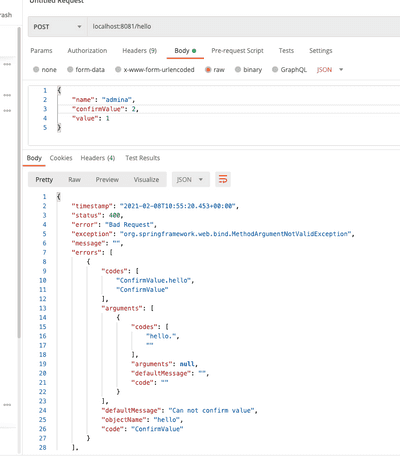 Untitled Request
rash
POST localhost:8081/hello
Params Authorization Headers (9) Body Pre-request Script Tests Settings
none form-data x-www-form-urlencoded raw binary GraphQL JSON
1 {
2 "name": "admina",
3 "confirmValue": 2,
4 "value": 1
5 }
Body Cookies Headers (4) Test Results
Pretty Raw Preview Visualize JSON
1 {
2 "timestamp": "2021-02-08T10:55:20.453+00:00",
3 "status": 400,
4 "error": "Bad Request",
5 "exception": "org.springframework.web.bind.MethodArgumentNotValidException",
6 "message": "",
7 "errors": [
8 {
9 "codes": [
10 "ConfirmValue.hello",
11 "ConfirmValue"
12 ],
13 "arguments": [
14 {
15 "codes": [
16 "hello.",
17 ""
18 ],
19 "arguments": null,
20 "defaultMessage": "",
21 "code": ""
22 }
23 ],
24 "defaultMessage": "Can not confirm value",
25 "objectName": "hello",
26 "code": "ConfirmValue"
27 }
28 ],